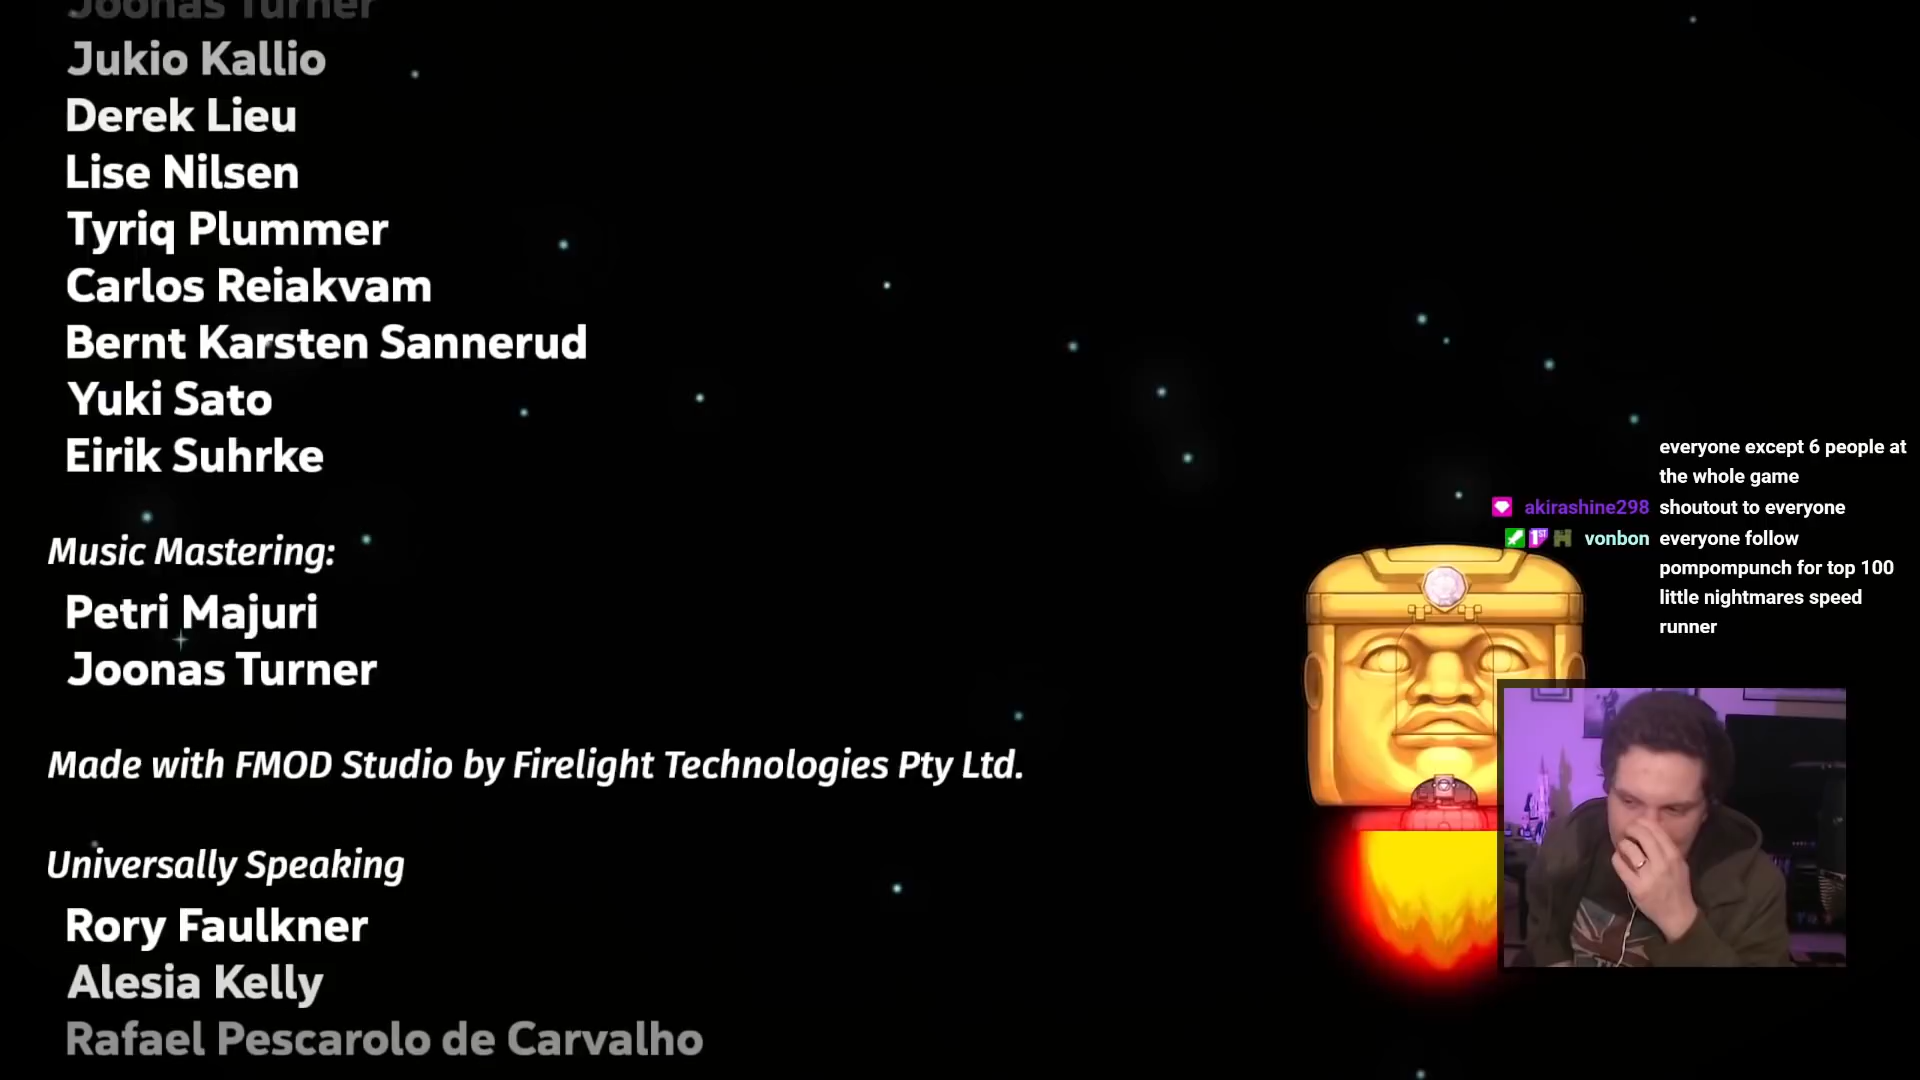 Joonas Turner
Jukio Kallio
Derek Lieu
Lise Nilsen
Tyriq Plummer
Carlos Reiakvam
Bernt Karsten Sannerud
Yuki Sato
Eirik Suhrke
Music Mastering:
Petri Majuri
Joonas Turner
Made with FMOD Studio by Firelight Technologies Pty Ltd.
Universally Speaking
Rory Faulkner
Alesia Kelly
Rafael Pescarolo de Carvalho
everyone except 6 people at
the whole game
akirashine298 shoutout to everyone
vonbon everyone follow
pompompunch for top 100
little nightmares speed
runner